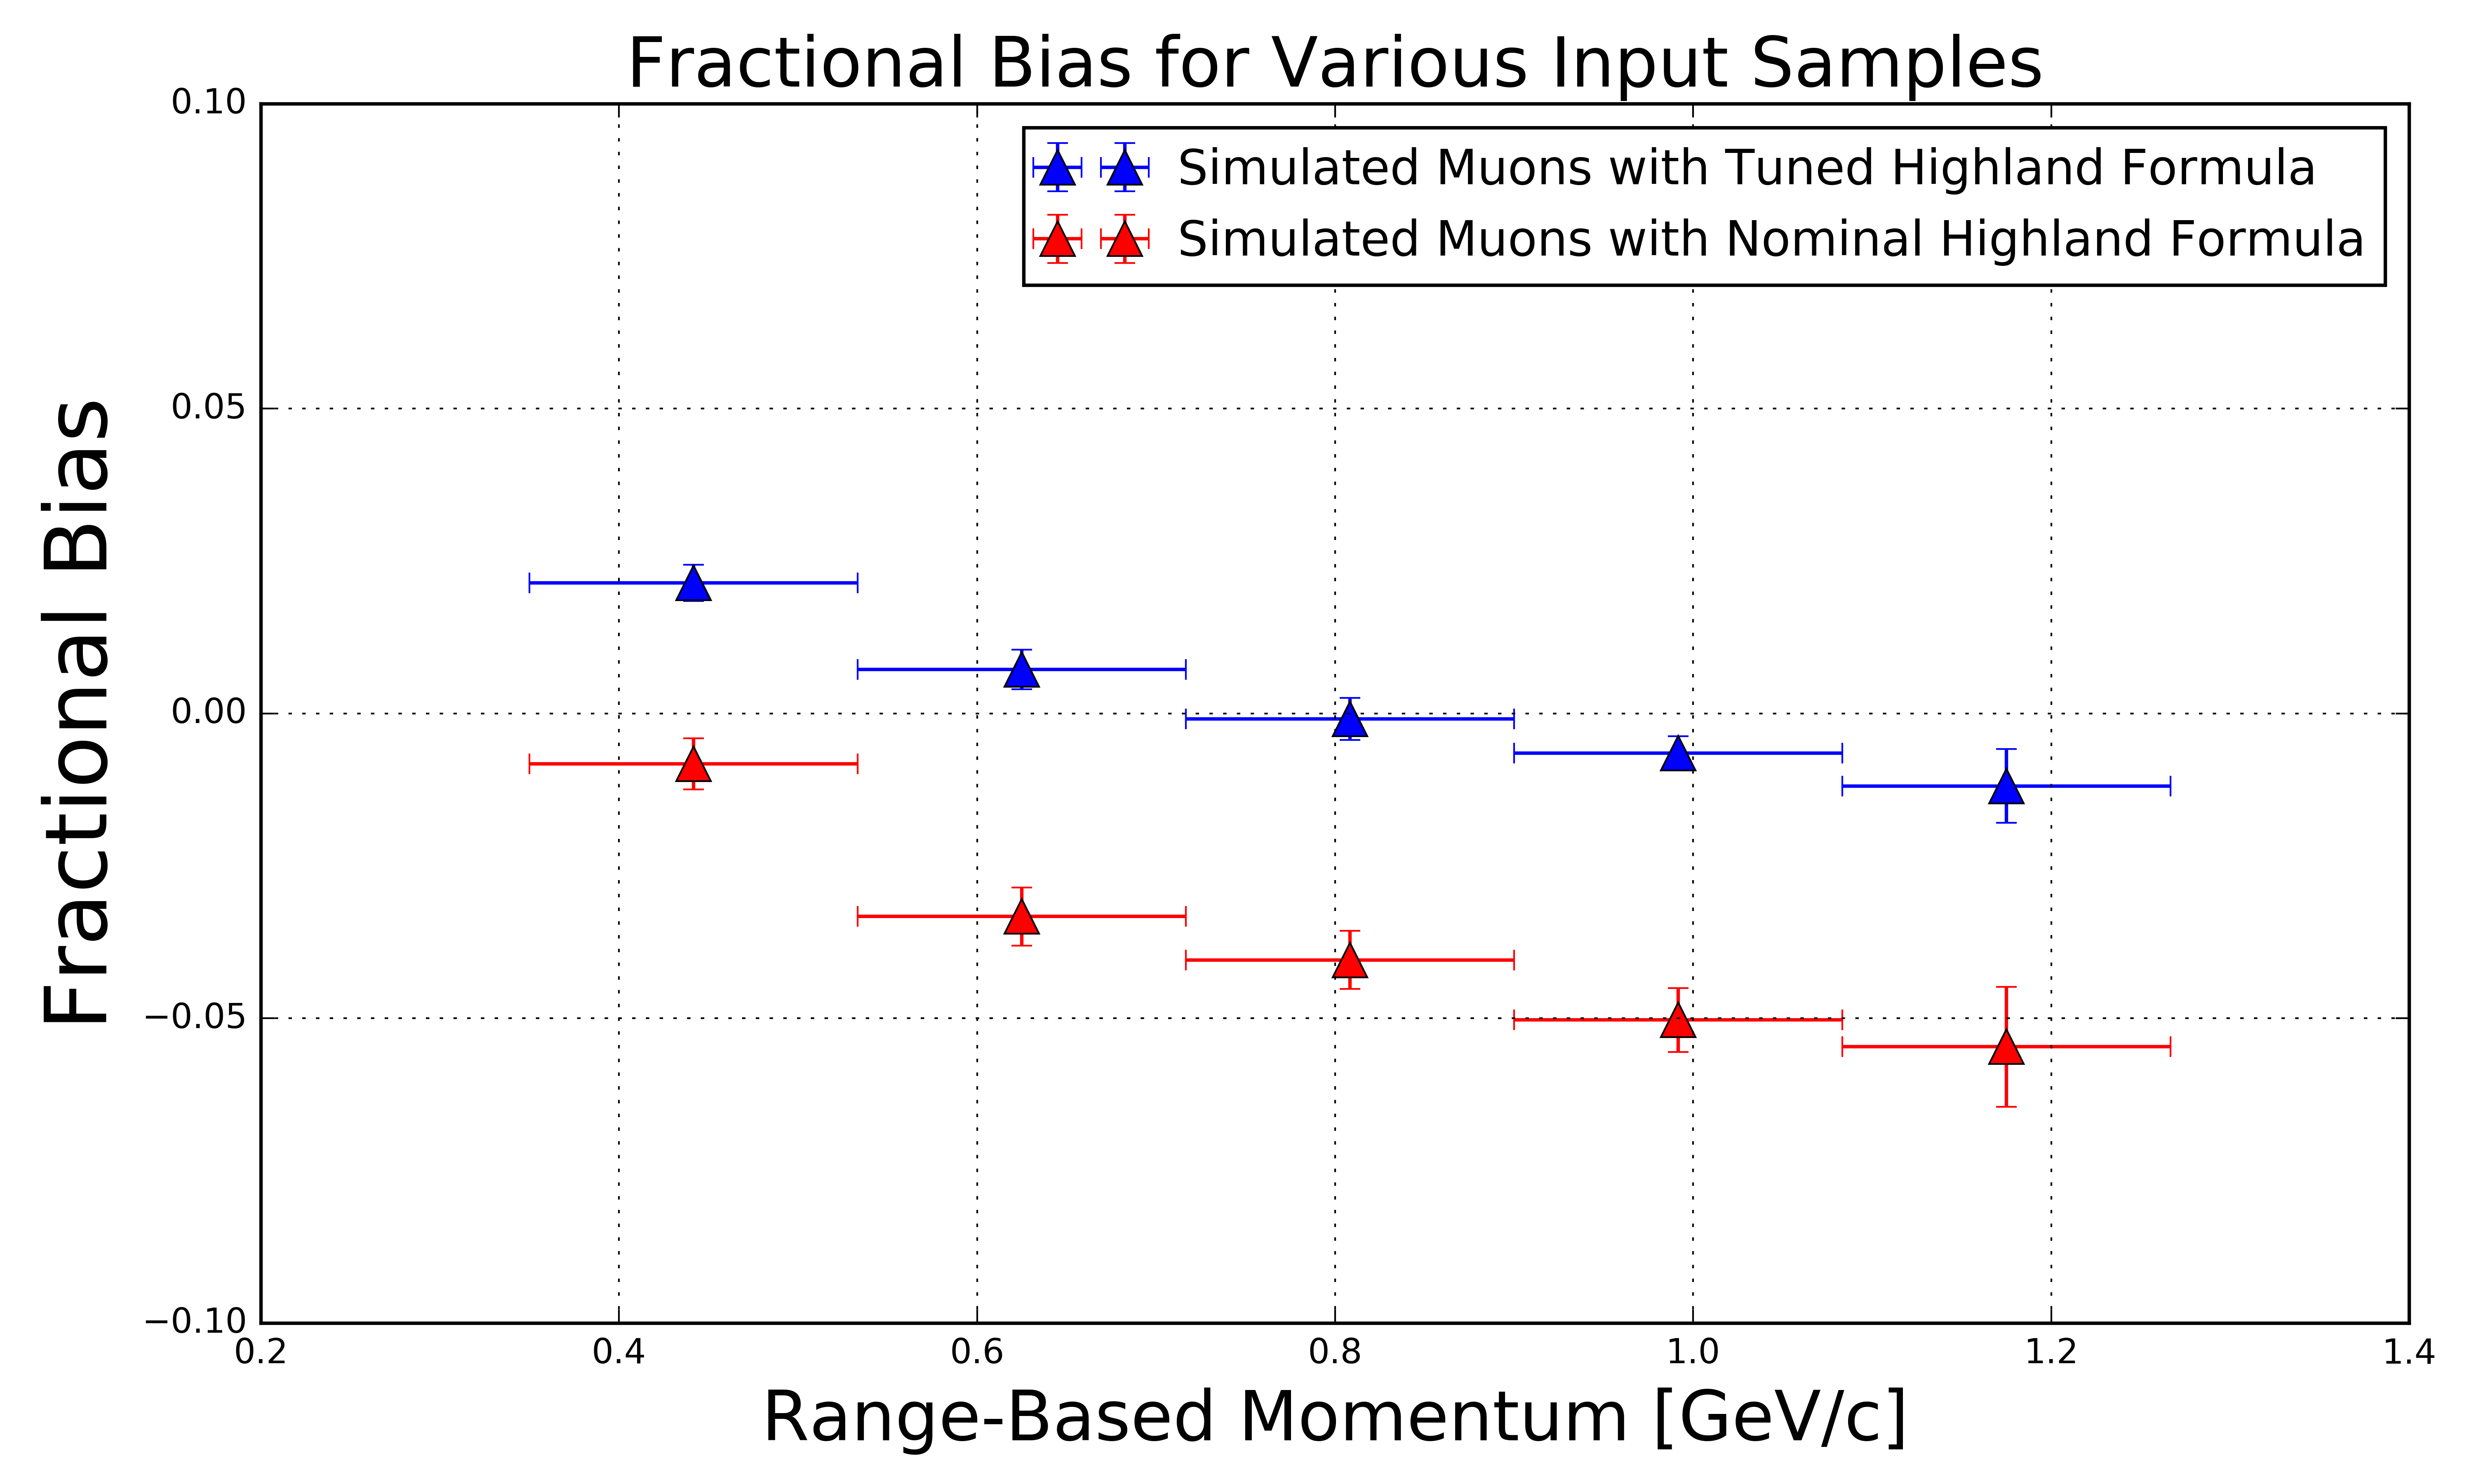 Fractional Bias for Various Input Samples
Simulated Muons with Tuned Highland Formula
Simulated Muons with Nominal Highland Formula
Fractional Bias
0.10
0.05
0.00
−0.05
−0.10
0.2 0.4 0.6 0.8 1.0 1.2 1.4
Range-Based Momentum [GeV/c]